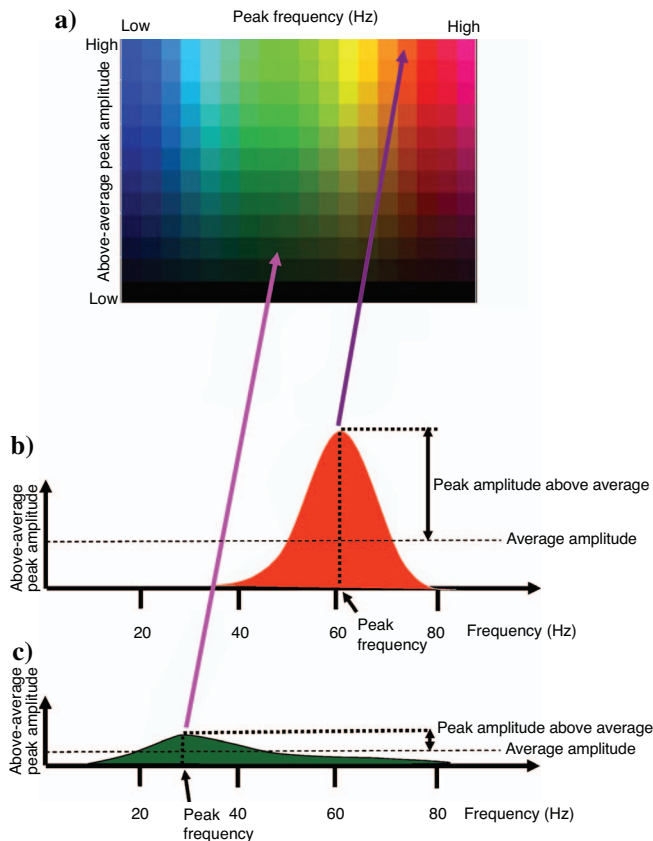 a)
Peak frequency (Hz)
Low
High
High
Above-average peak amplitude
Low
b)
Above-average
peak amplitude
Peak amplitude above average
Average amplitude
Peak
frequency
20
40
60
80
Frequency (Hz)
c)
Above-average
peak amplitude
Peak amplitude above average
Average amplitude
20
Peak
frequency
40
60
80
Frequency (Hz)